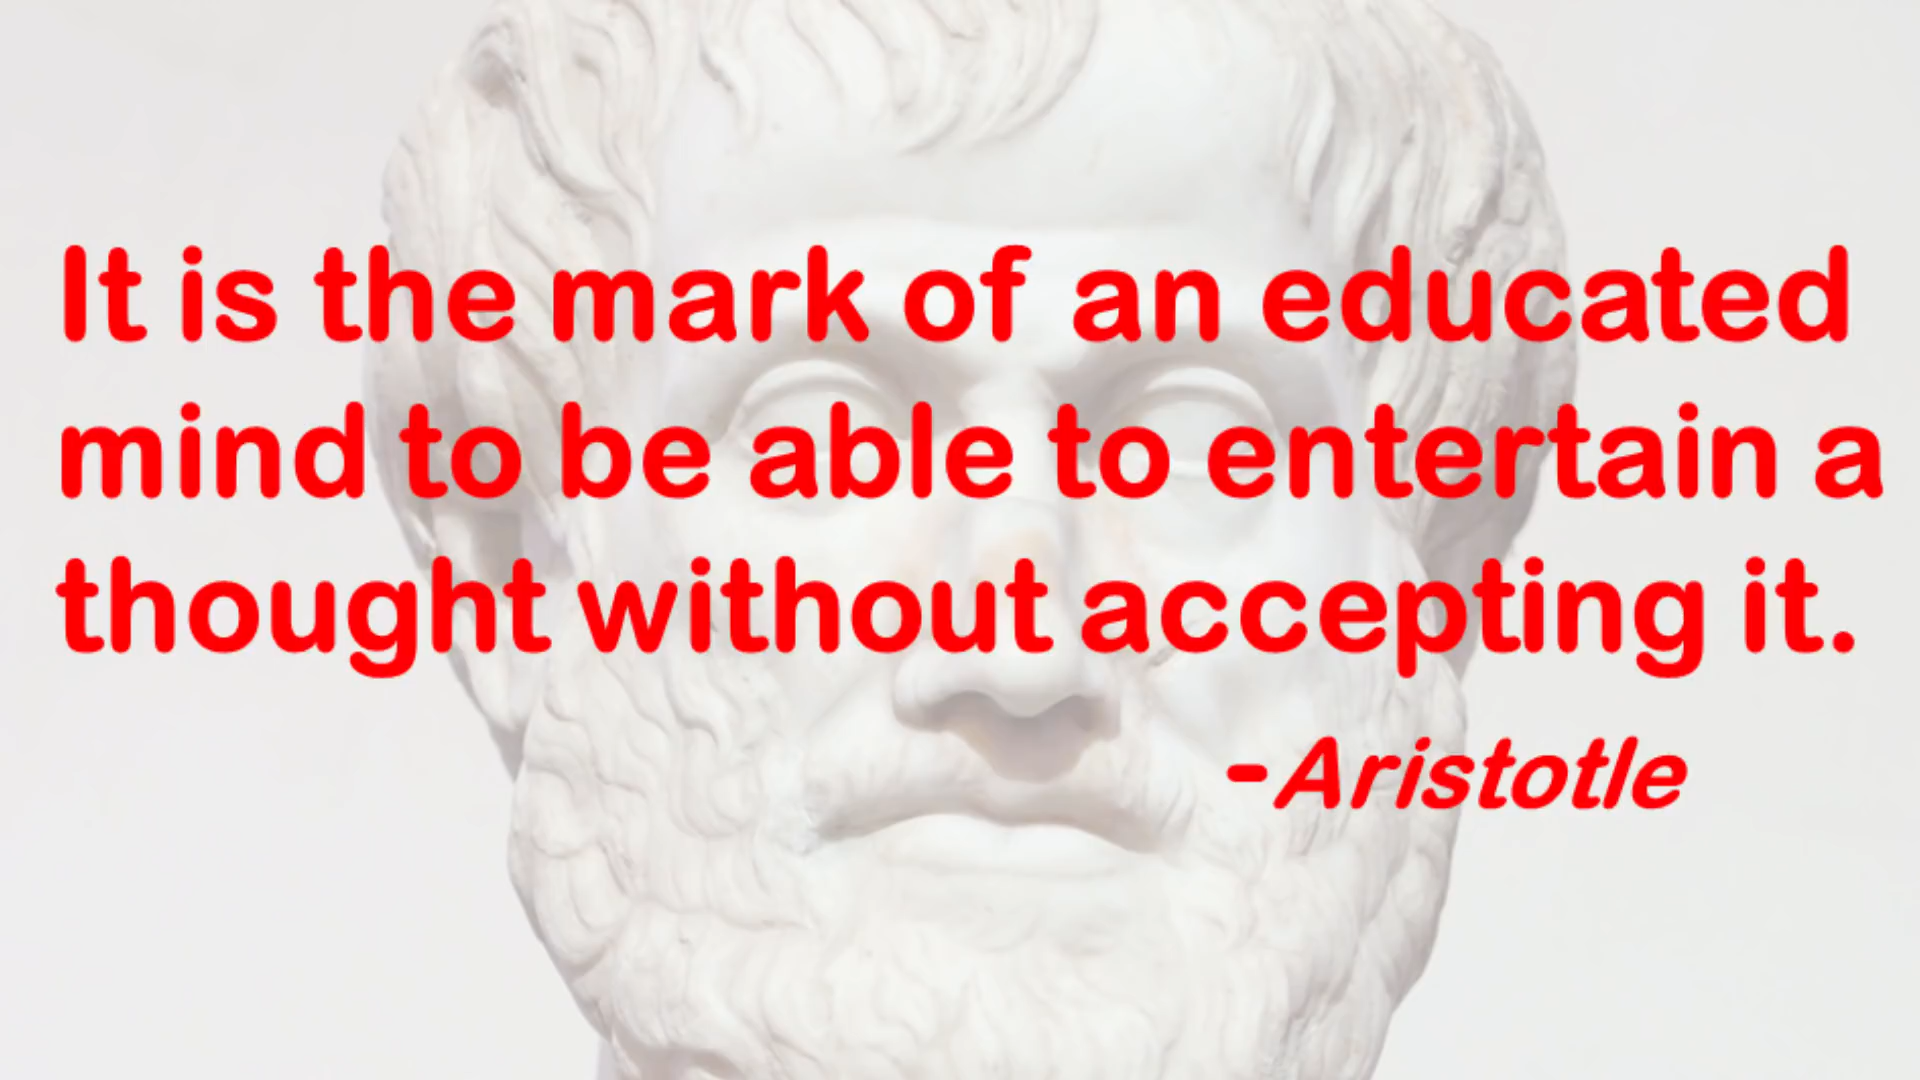 It is the mark of an educated
mind to be able to entertain a
thought without accepting it.
-Aristotle